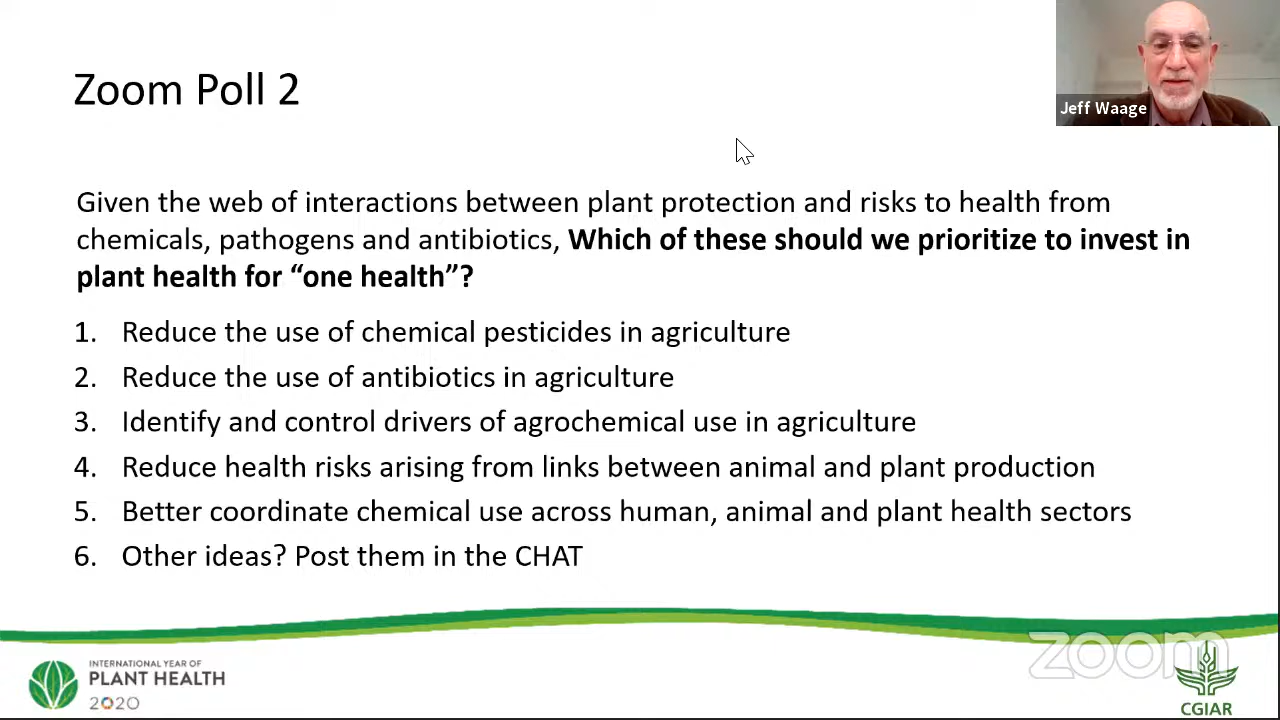 Zoom Poll 2
Jeff Waage
Given the web of interactions between plant protection and risks to health from
chemicals, pathogens and antibiotics, Which of these should we prioritize to invest in
plant health for “one health”?
1. Reduce the use of chemical pesticides in agriculture
2. Reduce the use of antibiotics in agriculture
3. Identify and control drivers of agrochemical use in agriculture
4. Reduce health risks arising from links between animal and plant production
5. Better coordinate chemical use across human, animal and plant health sectors
6. Other ideas? Post them in the CHAT
INTERNATIONAL YEAR OF
PLANT HEALTH
2020
zoom
CGIAR